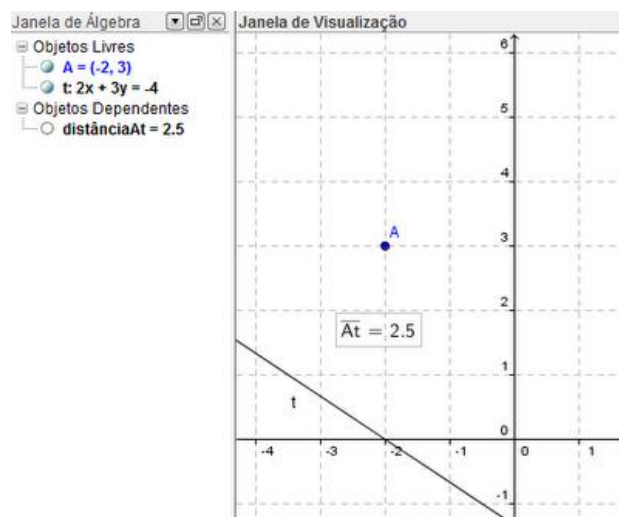 Janela de Álgebra
Objetos Livres
A = (-2, 3)
t: 2x + 3y = -4
Objetos Dependentes
distânciaAt = 2.5
Janela de Visualização
6
5
4
A
3
2
At = 2.5
1
t
0
-4 -3 -2 -1 0 1
-1